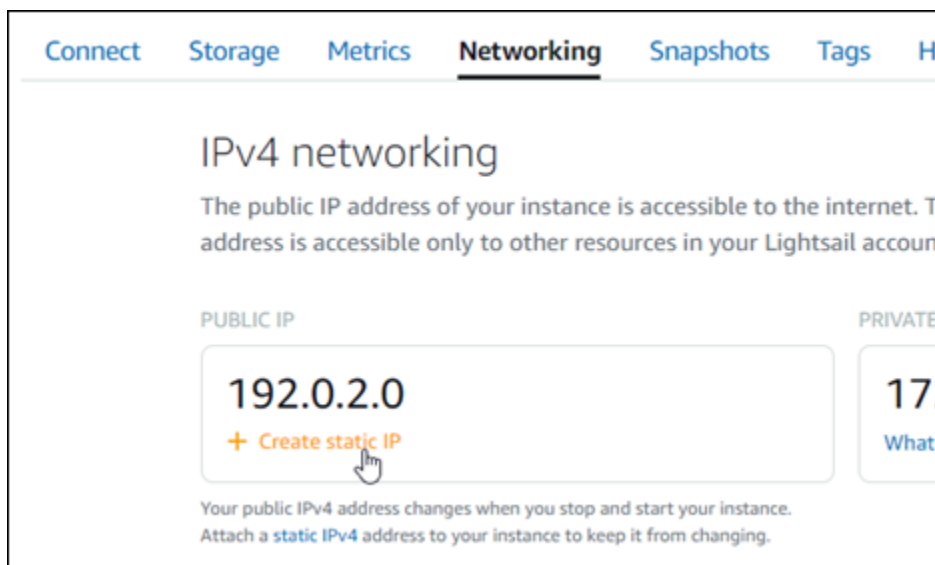 Connect Storage Metrics Networking Snapshots Tags
IPv4 networking
The public IP address of your instance is accessible to the internet.
address is accessible only to other resources in your Lightsail
PUBLIC IP
PRIVATE
192.0.2.0
17
+ Create static IP
What
Your public IPv4 address changes when you stop and start your instance.
Attach a static IPv4 address to your instance to keep it from changing.